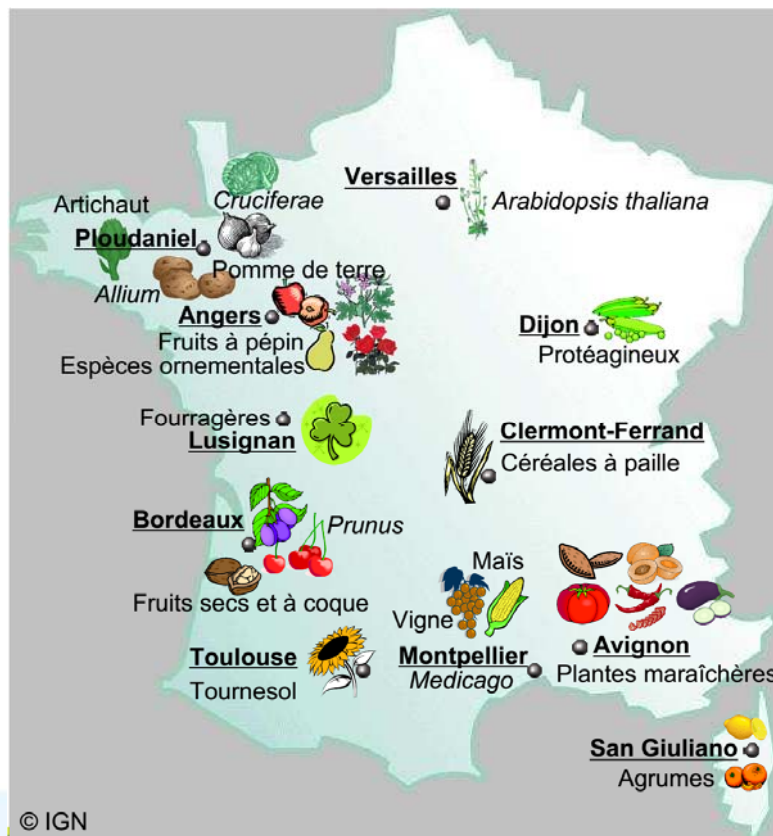 Versailles
Arabidopsis thaliana
Cruciferae
Artichaut
Ploudaniel
Pomme de terre
Allium
Angers
Fruits à pépin
Espèces ornementales
Dijon
Protéagineux
Fourragères
Lusignan
Clermont-Ferrand
Céréales à paille
Bordeaux
Prunus
Fruits secs et à coque
Maïs
Vigne
Toulouse
Tournesol
Montpellier
Medicago
Avignon
Plantes maraîchères
San Giuliano
Agrumes
© IGN